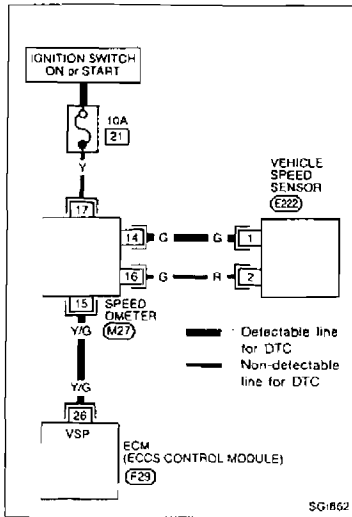 IGNITION SWITCH
ON or START
10A
21
Y
17
VEHICLE
SPEED
SENSOR
E222
14 G G 1
16 G R 2
15
SPEED
OMETER
M27
Y/G
Detectable line
for DTC
Non-detectable
line for DTC
Y/G
26
VSP
ECM
(ECCS CONTROL MODULE)
F29
SGI862